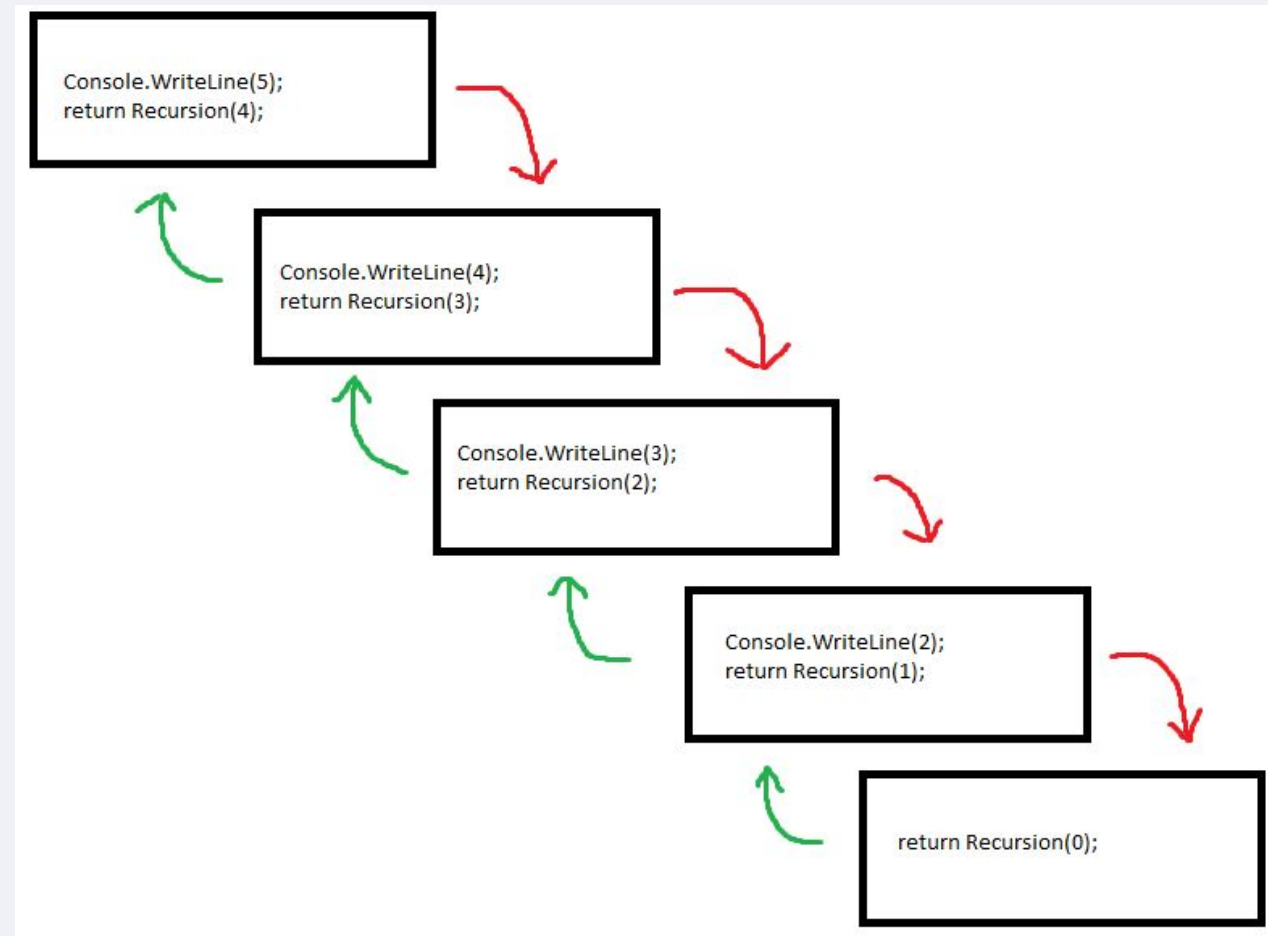 Console.WriteLine(5);
return Recursion(4);
Console.WriteLine(4);
return Recursion(3);
Console.WriteLine(3);
return Recursion(2);
Console.WriteLine(2);
return Recursion(1);
return Recursion(0);